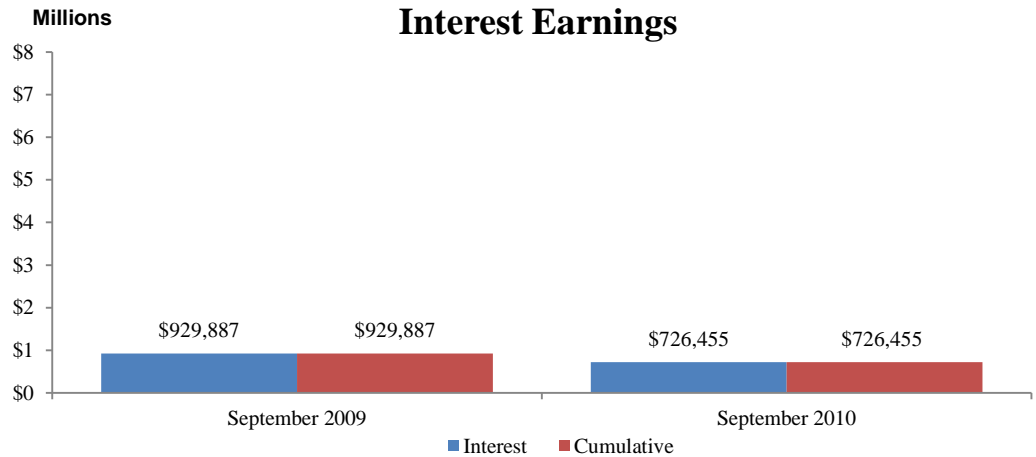 Millions
Interest Earnings
$8
$7
$6
$5
$4
$3
$2
$1
$0
$929,887 $929,887 $726,455 $726,455
September 2009 September 2010
Interest Cumulative